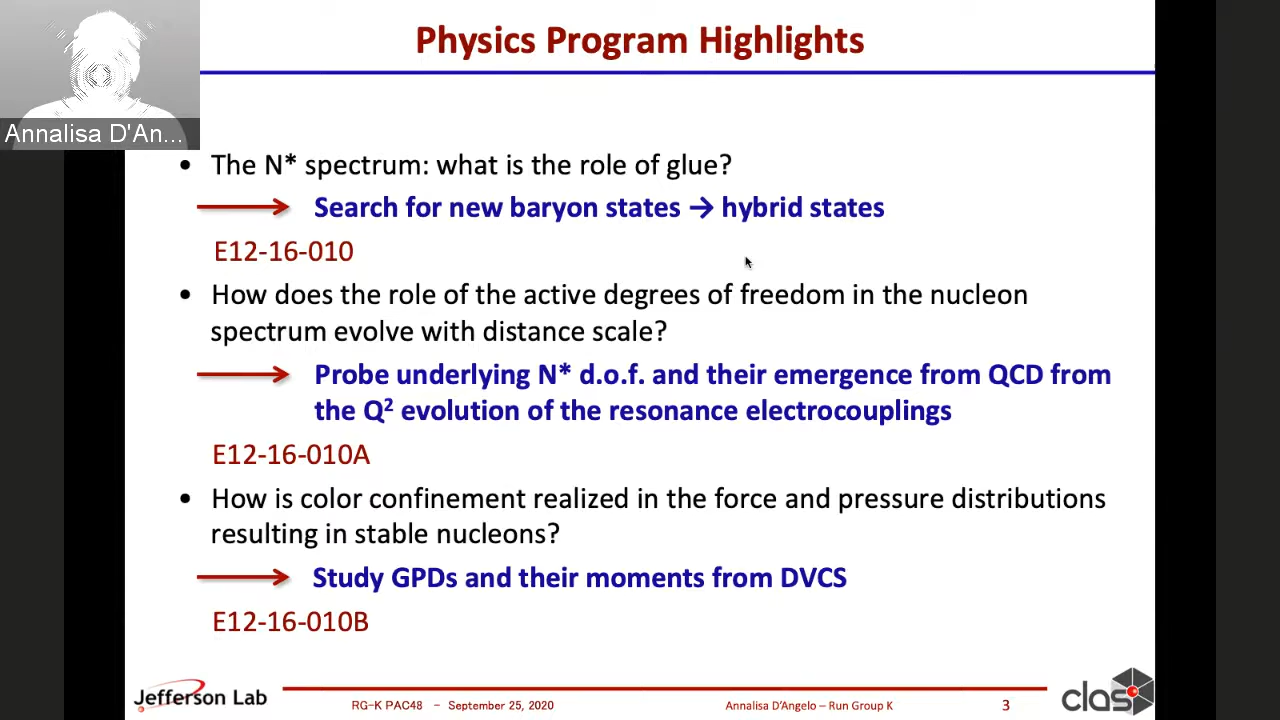 Physics Program Highlights
Annalisa D'An...
• The N* spectrum: what is the role of glue?
Search for new baryon states → hybrid states
E12-16-010
• How does the role of the active degrees of freedom in the nucleon
spectrum evolve with distance scale?
Probe underlying N* d.o.f. and their emergence from QCD from
the Q² evolution of the resonance electrocouplings
E12-16-010A
• How is color confinement realized in the force and pressure distributions
resulting in stable nucleons?
Study GPDs and their moments from DVCS
E12-16-010B
Jefferson Lab
RG-K PAC48 – September 25, 2020
Annalisa D'Angelo – Run Group K
3
clas